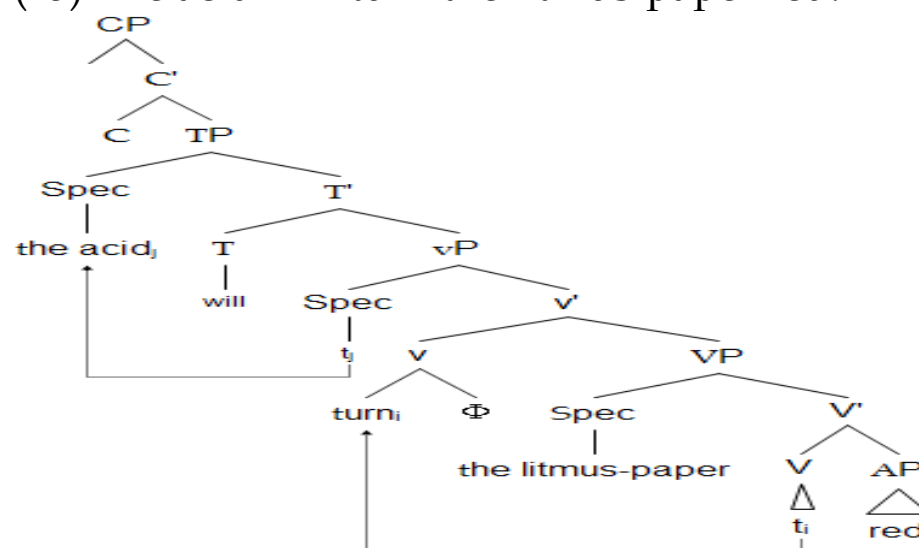 CP
C'
C TP
Spec T'
the acidⱼ T vP
will Spec v'
tⱼ v VP
turnᵢ Φ Spec V'
the litmus-paper V AP
tᵢ red